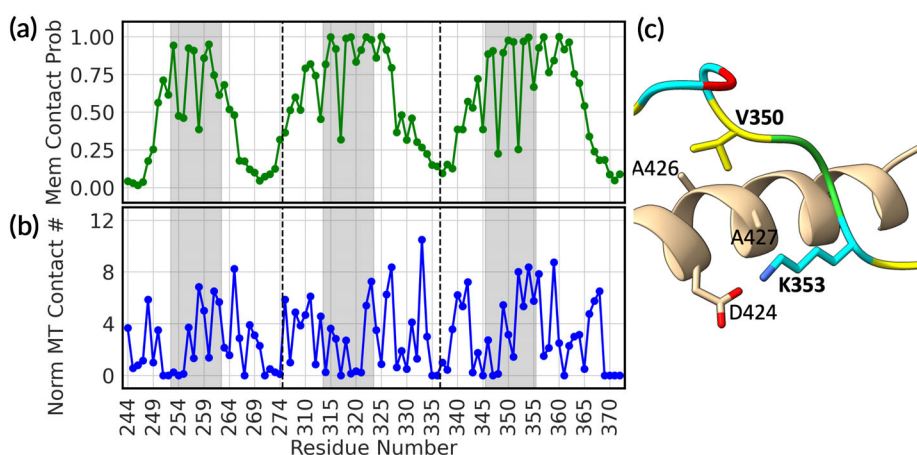 (a)
Mem Contact Prob
1.00
0.75
0.50
0.25
0.00
(b)
Norm MT Contact #
12
8
4
0
244 249 254 259 264 269 274 310 315 320 325 330 335 340 345 350 355 360 365 370
Residue Number
(c)
V350
A426
A427
K353
D424